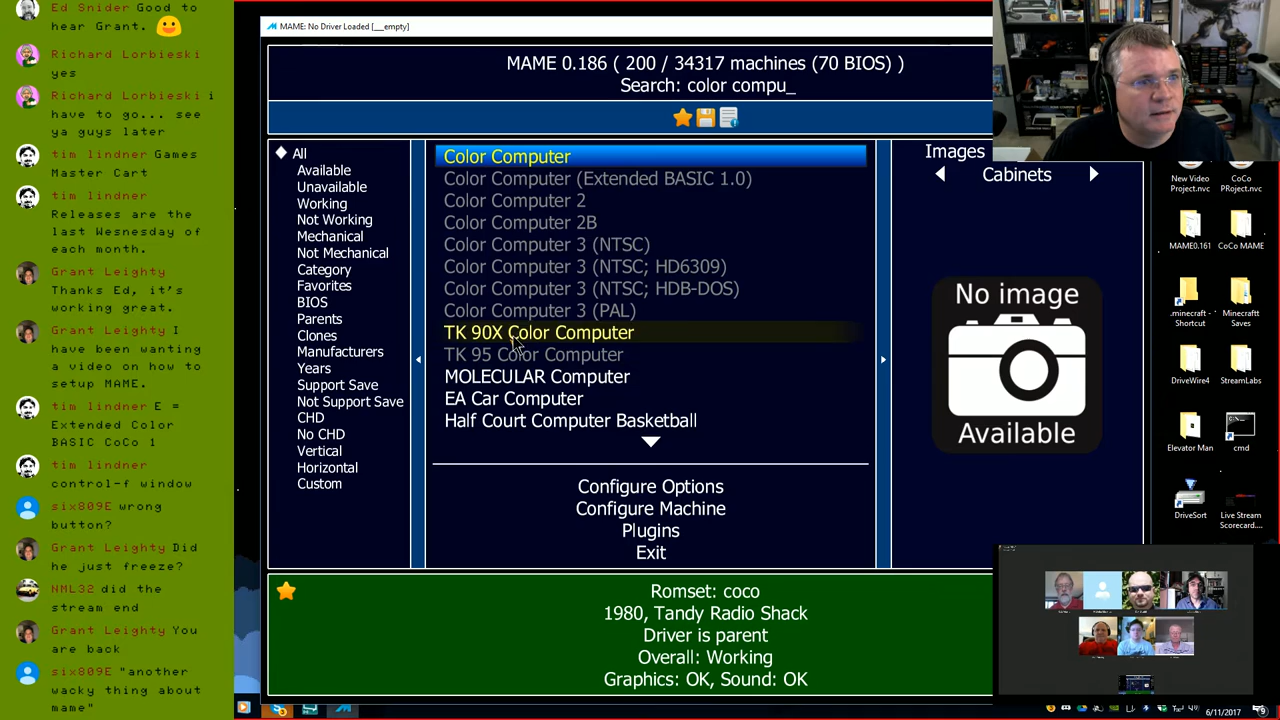 Ed Snider Good to
hear Grant.
Richard Lorbieski
yes
Richard Lorbieski i
have to go... see
ya guys later
tim lindner Games
Master Cart
tim lindner
Releases are the
last Wesnesday of
each month.
Grant Leighty
Thanks Ed, it's
working great.
Grant Leighty I
have been wanting
a video on how to
setup MAME.
tim lindner E =
Extended Color
BASIC CoCo 1
tim lindner
control-f window
six809E wrong
button?
Grant Leighty Did
he just freeze?
NML32 did the
stream end
Grant Leighty You
are back
six809E "another
wacky thing about
mame"
MAME: No Driver Loaded [___empty]
MAME 0.186 ( 200 / 34317 machines (70 BIOS) )
Search: color compu_
All
Available
Unavailable
Working
Not Working
Mechanical
Not Mechanical
Category
Favorites
BIOS
Parents
Clones
Manufacturers
Years
Support Save
Not Support Save
CHD
No CHD
Vertical
Horizontal
Custom
Color Computer
Color Computer (Extended BASIC 1.0)
Color Computer 2
Color Computer 2B
Color Computer 3 (NTSC)
Color Computer 3 (NTSC; HD6309)
Color Computer 3 (NTSC; HDB-DOS)
Color Computer 3 (PAL)
TK 90X Color Computer
TK 95 Color Computer
MOLECULAR Computer
EA Car Computer
Half Court Computer Basketball
Configure Options
Configure Machine
Plugins
Exit
Images
Cabinets
No image
Available
Romset: coco
1980, Tandy Radio Shack
Driver is parent
Overall: Working
Graphics: OK, Sound: OK
New Video
Project.nvc
CoCo
PRoject.nvc
MAME0.161
CoCo MAME
.minecraft -
Shortcut
Minecraftt
Saves
DriveWire4
StreamLabs
Elevator Man
cmd
DriveSort
Live Stream
Scorecard....
6/11/2017